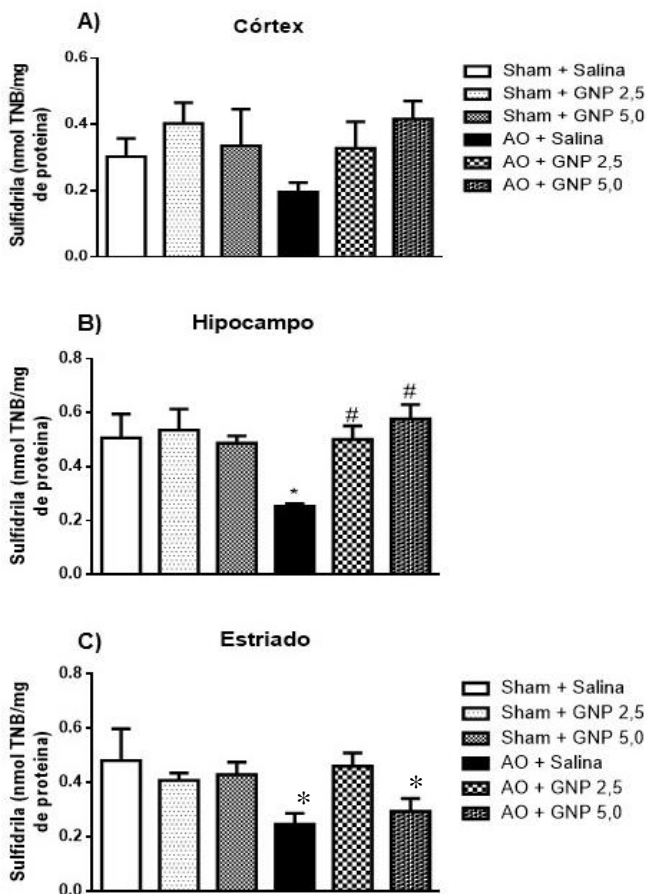 A)
Córtex
Sulfidrila (nmol TNB/mg
de proteína)
0.6
0.4
0.2
0.0
Sham + Salina
Sham + GNP 2,5
Sham + GNP 5,0
AO + Salina
AO + GNP 2,5
AO + GNP 5,0
B)
Hipocampo
Sulfidrila (nmol TNB/mg
de proteína)
0.8
0.6
0.4
0.2
0.0
*
#
#
C)
Estriado
Sulfidrila (nmol TNB/mg
de proteína)
0.8
0.6
0.4
0.2
0.0
*
*
Sham + Salina
Sham + GNP 2,5
Sham + GNP 5,0
AO + Salina
AO + GNP 2,5
AO + GNP 5,0